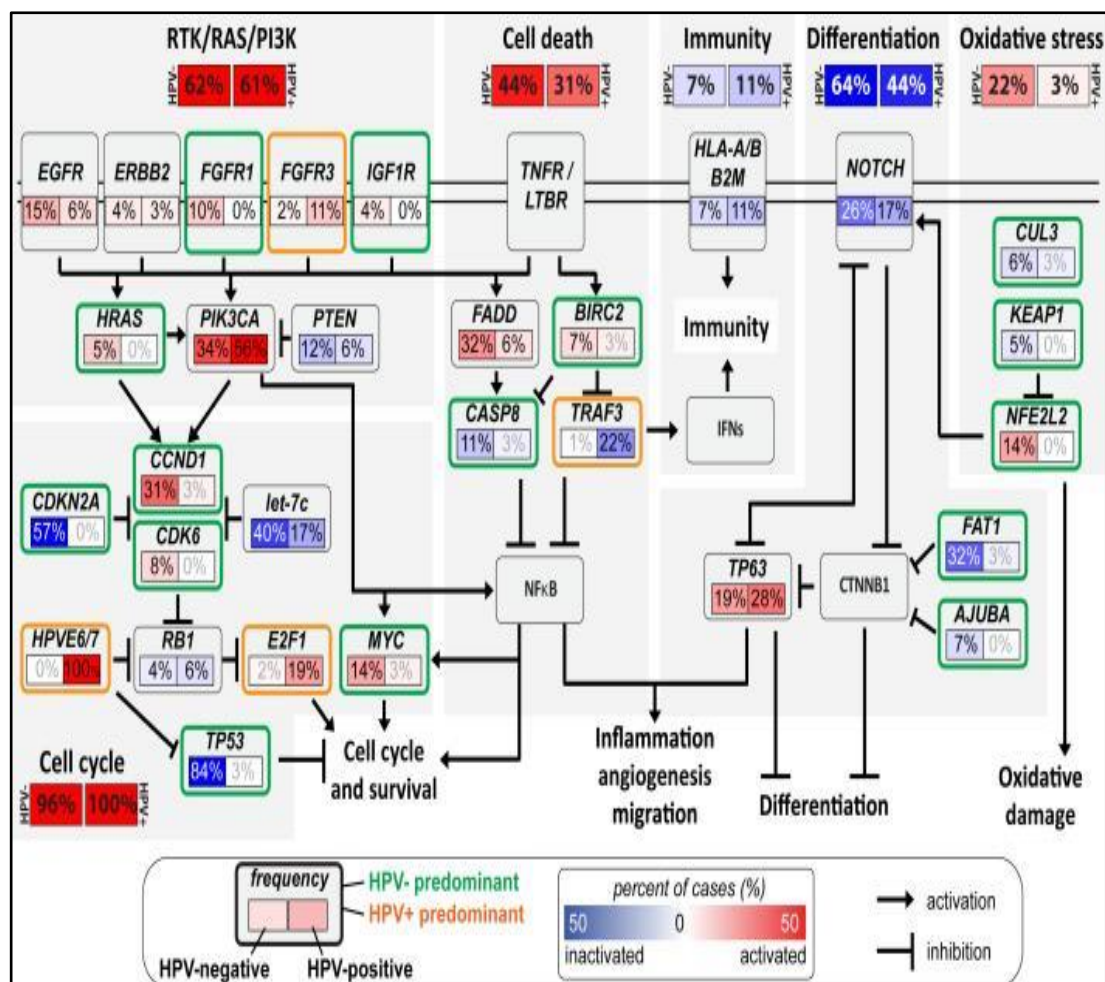 RTK/RAS/PI3K
HPV- 62% 61% HPV+
Cell death
HPV- 44% 31% HPV+
Immunity
HPV- 7% 11% HPV+
Differentiation
HPV- 64% 44% HPV+
Oxidative stress
HPV- 22% 3% HPV+
EGFR
15% 6%
ERBB2
4% 3%
FGFR1
10% 0%
FGFR3
2% 11%
IGF1R
4% 0%
TNFR /
LTBR
HLA-A/B
B2M
7% 11%
NOTCH
26% 17%
CUL3
6% 3%
KEAP1
5% 0%
NFE2L2
14% 0%
HRAS
5% 0%
PIK3CA
34% 56%
PTEN
12% 6%
FADD
32% 6%
BIRC2
7% 3%
Immunity
CASP8
11% 3%
TRAF3
1% 22%
IFNs
CCND1
31% 3%
CDKN2A
57% 0%
let-7c
40% 17%
CDK6
8% 0%
NFκB
TP63
19% 28%
CTNNB1
FAT1
32% 3%
AJUBA
7% 0%
HPVE6/7
0% 100%
RB1
4% 6%
E2F1
2% 19%
MYC
14% 3%
TP53
84% 3%
Cell cycle
and survival
Inflammation
angiogenesis
migration
Differentiation
Oxidative
damage
Cell cycle
HPV- 96% 100% HPV+
frequency
HPV- predominant
HPV+ predominant
HPV-negative
HPV-positive
percent of cases (%)
50 0 50
inactivated activated
activation
inhibition